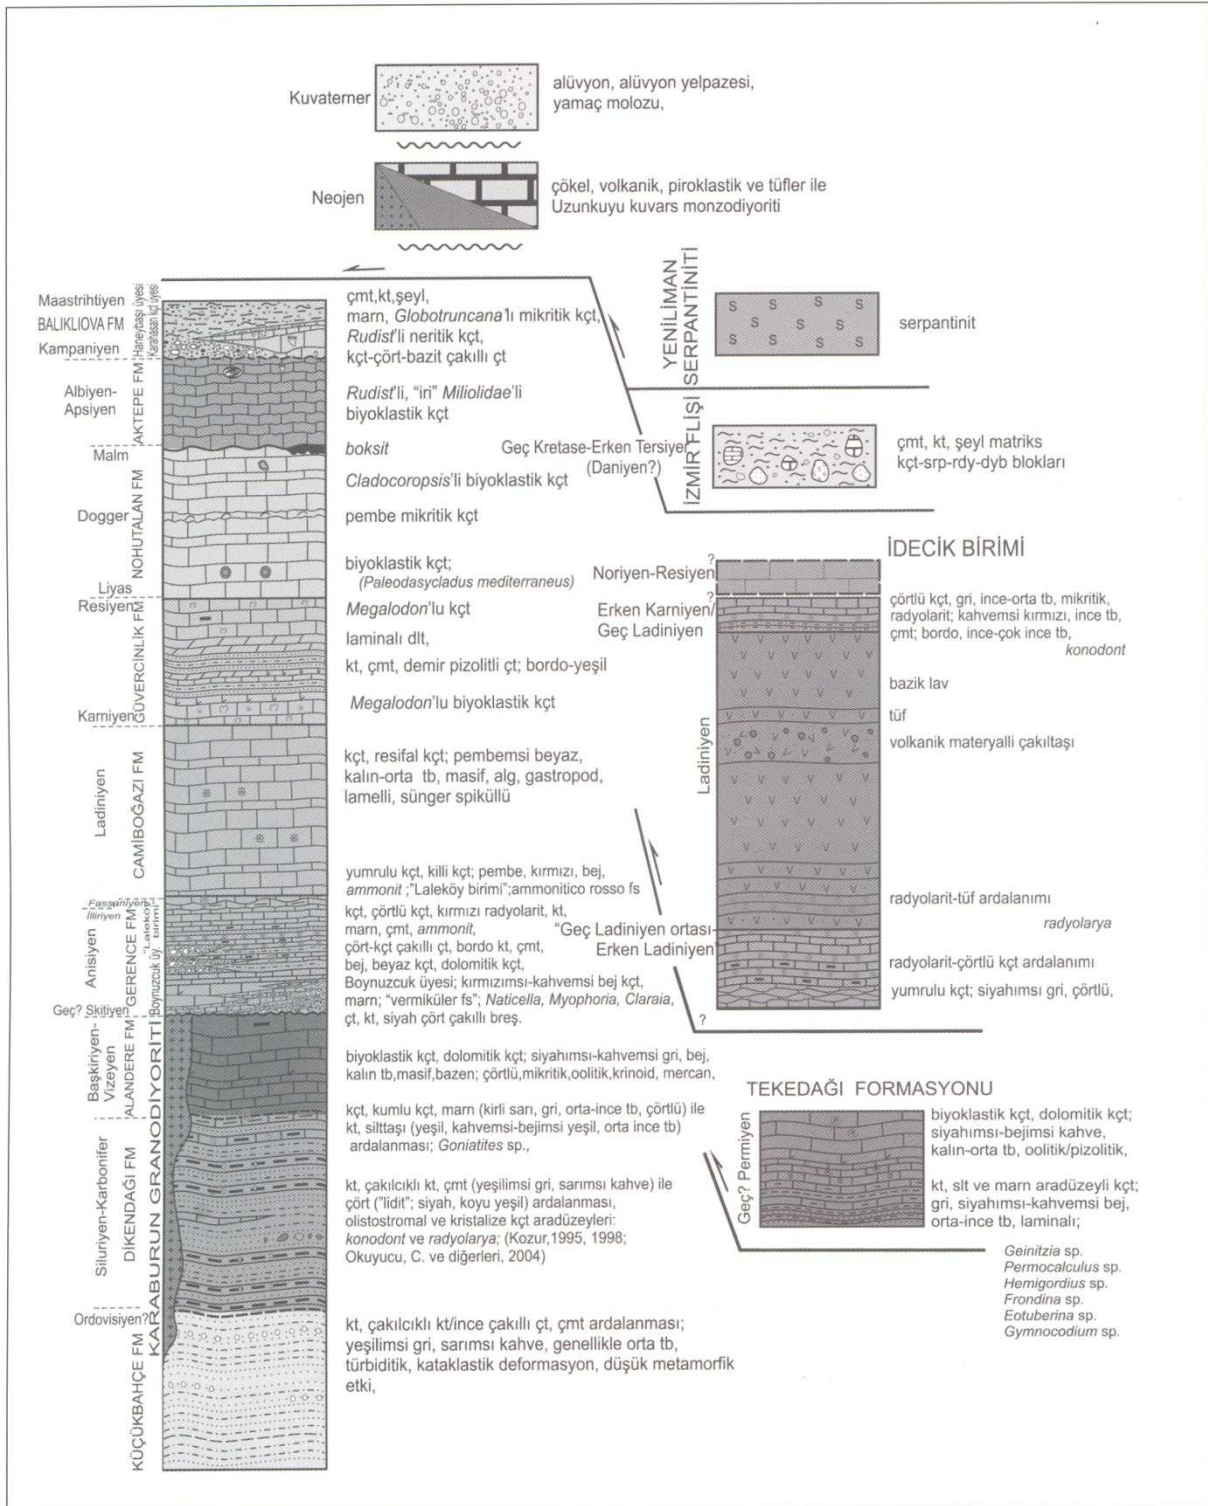 Kuvaterner
alüvyon, alüvyon yelpazesi,
yamaç molozu,
Neojen
çökel, volkanik, piroklastik ve tüfler ile
Uzunkuyu kuvars monzodiyoriti
Maastrihtiyen
BALIKLIOVA FM
Kampaniyen
Haneybaşı üyesi
Karahasan kçt üyesi
çmt,kt,şeyl,
marn, Globotruncana'lı mikritik kçt,
Rudist'li neritik kçt,
kçt-çört-bazit çakıllı çt
Albiyen-
Apsiyen
AKTEPE FM
Rudist'li, "iri" Miliolidae'li
biyoklastik kçt
Malm
boksit
Cladocoropsis'li biyoklastik kçt
Dogger
NOHUTALAN FM
pembe mikritik kçt
biyoklastik kçt;
(Paleodasycladus mediterraneus)
Liyas
Resiyen
GÜVERCİNLİK FM
Megalodon'lu kçt
laminalı dlt,
kt, çmt, demir pizolitli çt; bordo-yeşil
Megalodon'lu biyoklastik kçt
Karniyen
Ladiniyen
CAMİBOĞAZI FM
kçt, resifal kçt; pembemsi beyaz,
kalın-orta tb, masif, alg, gastropod,
lamelli, sünger spiküllü
yumrulu kçt, killi kçt; pembe, kırmızı, bej,
ammonit ;"Laleköy birimi";ammonitico rosso fs
Fassaniyen
İlliriyen
Anisiyen
GERENCE FM
"Laleköy birimi"
Boynuzcuk üy.
kçt, çörtlü kçt, kırmızı radyolarit, kt,
marn, çmt, ammonit,
çört-kçt çakıllı çt, bordo kt, çmt,
bej, beyaz kçt, dolomitik kçt,
Boynuzcuk üyesi; kırmızımsı-kahvemsi bej kçt,
marn; "vermiküler fs"; Naticella, Myophoria, Claraia,
çt, kt, siyah çört çakıllı breş.
Geç? Skitiyen
Başkiriyen-
Vizeyen
ALANDERE FM
KARABURUN GRANODİYORİTİ
biyoklastik kçt, dolomitik kçt; siyahımsı-kahvemsi gri, bej,
kalın tb,masif,bazen; çörtlü,mikritik,oolitik,krinoid, mercan,
Siluriyen-Karbonifer
DİKENDAĞI FM
kçt, kumlu kçt, marn (kirli sarı, gri, orta-ince tb, çörtlü) ile
kt, silttaşı (yeşil, kahvemsi-bejimsi yeşil, orta ince tb)
ardalanması; Goniatites sp.,
kt, çakılcıklı kt, çmt (yeşilimsi gri, sarımsı kahve) ile
çört ("lidit"; siyah, koyu yeşil) ardalanması,
olistostromal ve kristalize kçt aradüzeyleri:
konodont ve radyolarya; (Kozur,1995, 1998;
Okuyucu, C. ve diğerleri, 2004)
Ordovisiyen?
KÜÇÜKBAHÇE FM
kt, çakılcıklı kt/ince çakıllı çt, çmt ardalanması;
yeşilimsi gri, sarımsı kahve, genellikle orta tb,
türbiditik, kataklastik deformasyon, düşük metamorfik
etki,
YENİLİMAN
SERPANTİNİTİ
S S S S S S S S S S S
serpantinit
Geç Kretase-Erken Tersiyer
(Daniyen?)
İZMİR FLİŞİ
çmt, kt, şeyl matriks
kçt-srp-rdy-dyb blokları
İDECİK BİRİMİ
?
Noriyen-Resiyen
?
Erken Karniyen/
Geç Ladiniyen
çörtlü kçt, gri, ince-orta tb, mikritik,
radyolarit; kahvemsi kırmızı, ince tb,
çmt; bordo, ince-çok ince tb,
konodont
bazik lav
tüf
volkanik materyalli çakıltaşı
Ladiniyen
radyolarit-tüf ardalanımı
radyolarya
"Geç Ladiniyen ortası-
Erken Ladiniyen"
radyolarit-çörtlü kçt ardalanımı
yumrulu kçt; siyahımsı gri, çörtlü,
?
TEKEDAĞI FORMASYONU
Geç? Permiyen
biyoklastik kçt, dolomitik kçt;
siyahımsı-bejimsi kahve,
kalın-orta tb, oolitik/pizolitik,
kt, slt ve marn aradüzeyli kçt;
gri, siyahımsı-kahvemsi bej,
orta-ince tb, laminalı;
Geinitzia sp.
Permocalculus sp.
Hemigordius sp.
Frondina sp.
Eotuberina sp.
Gymnocodium sp.